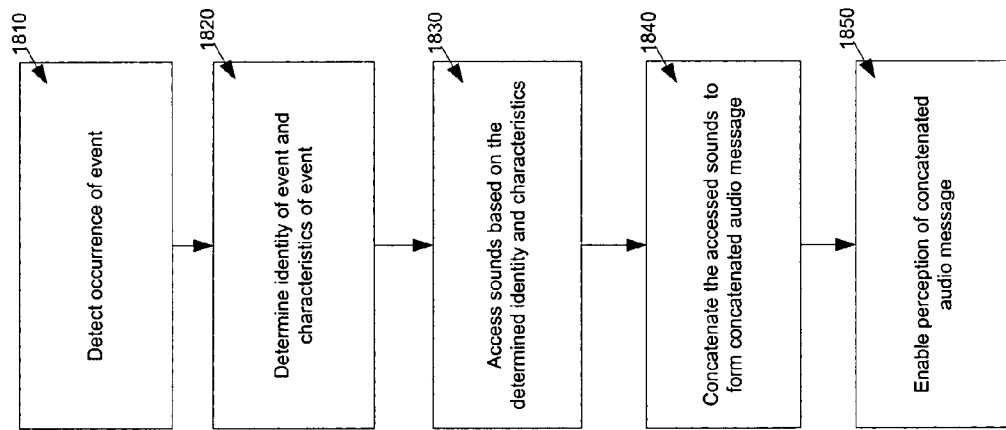 1810
Detect occurrence of event
1820
Determine identity of event and
characteristics of event
1830
Access sounds based on the
determined identity and characteristics
1840
Concatenate the accessed sounds to
form concatenated audio message
1850
Enable perception of concatenated
audio message